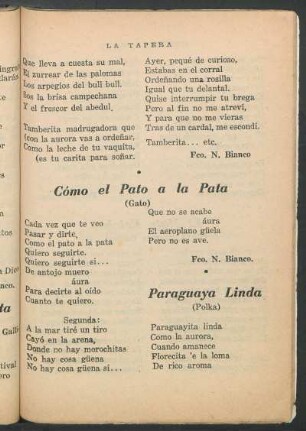 LA TAPERA
Que lleva a cuesta su mal,
El zurrear de las palomas
Los arpegios del bull bull.
Sos la brisa campechana
Y el frescor del abedul,
Tamberita madrugadora que
con la aurora vas a ordeñar,
Como la leche de tu vaquita,
(es tu carita para soñar.
Ayer, pequé de curioso,
Estabas en el corral
Ordeñando una rosilla
Igual que tu delantal.
Quise interrumpir tu brega
Pero al fin no me atreví,
Y para que no me vieras
Tras de un cardal, me escondí.
Tamberita... etc.
Feo. N. Bianco
Cómo el Pato a la Pata
(Gato)
Cada vez que te veo
Pasar y dirte,
Como el pato a la pata
Quiero seguirte.
Quiero seguirte si...
De antojo muero
áura
Para decirte al oído
Cuanto te quiero.
Segunda:
A la mar tiré un tiro
Cayó en la arena,
Donde no hay morochitas
No hay cosa güena
No hay cosa güena si...
Que no se acabe
áura
El aeroplano güela
Pero no es ave.
Feo. N. Bianco.
Paraguaya Linda
(Polka)
Paraguayita linda
Como la aurora,
Cuando amanece
Florecita 'e la loma
De rico aroma